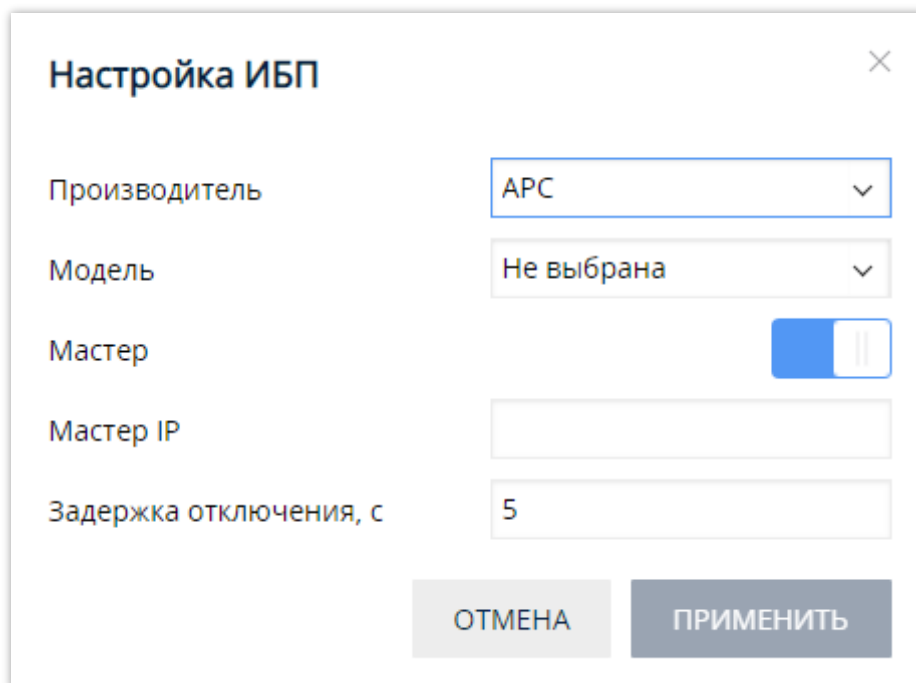 Настройка ИБП
Производитель APC
Модель Не выбрана
Мастер
Мастер IP
Задержка отключения, с 5
ОТМЕНА ПРИМЕНИТЬ